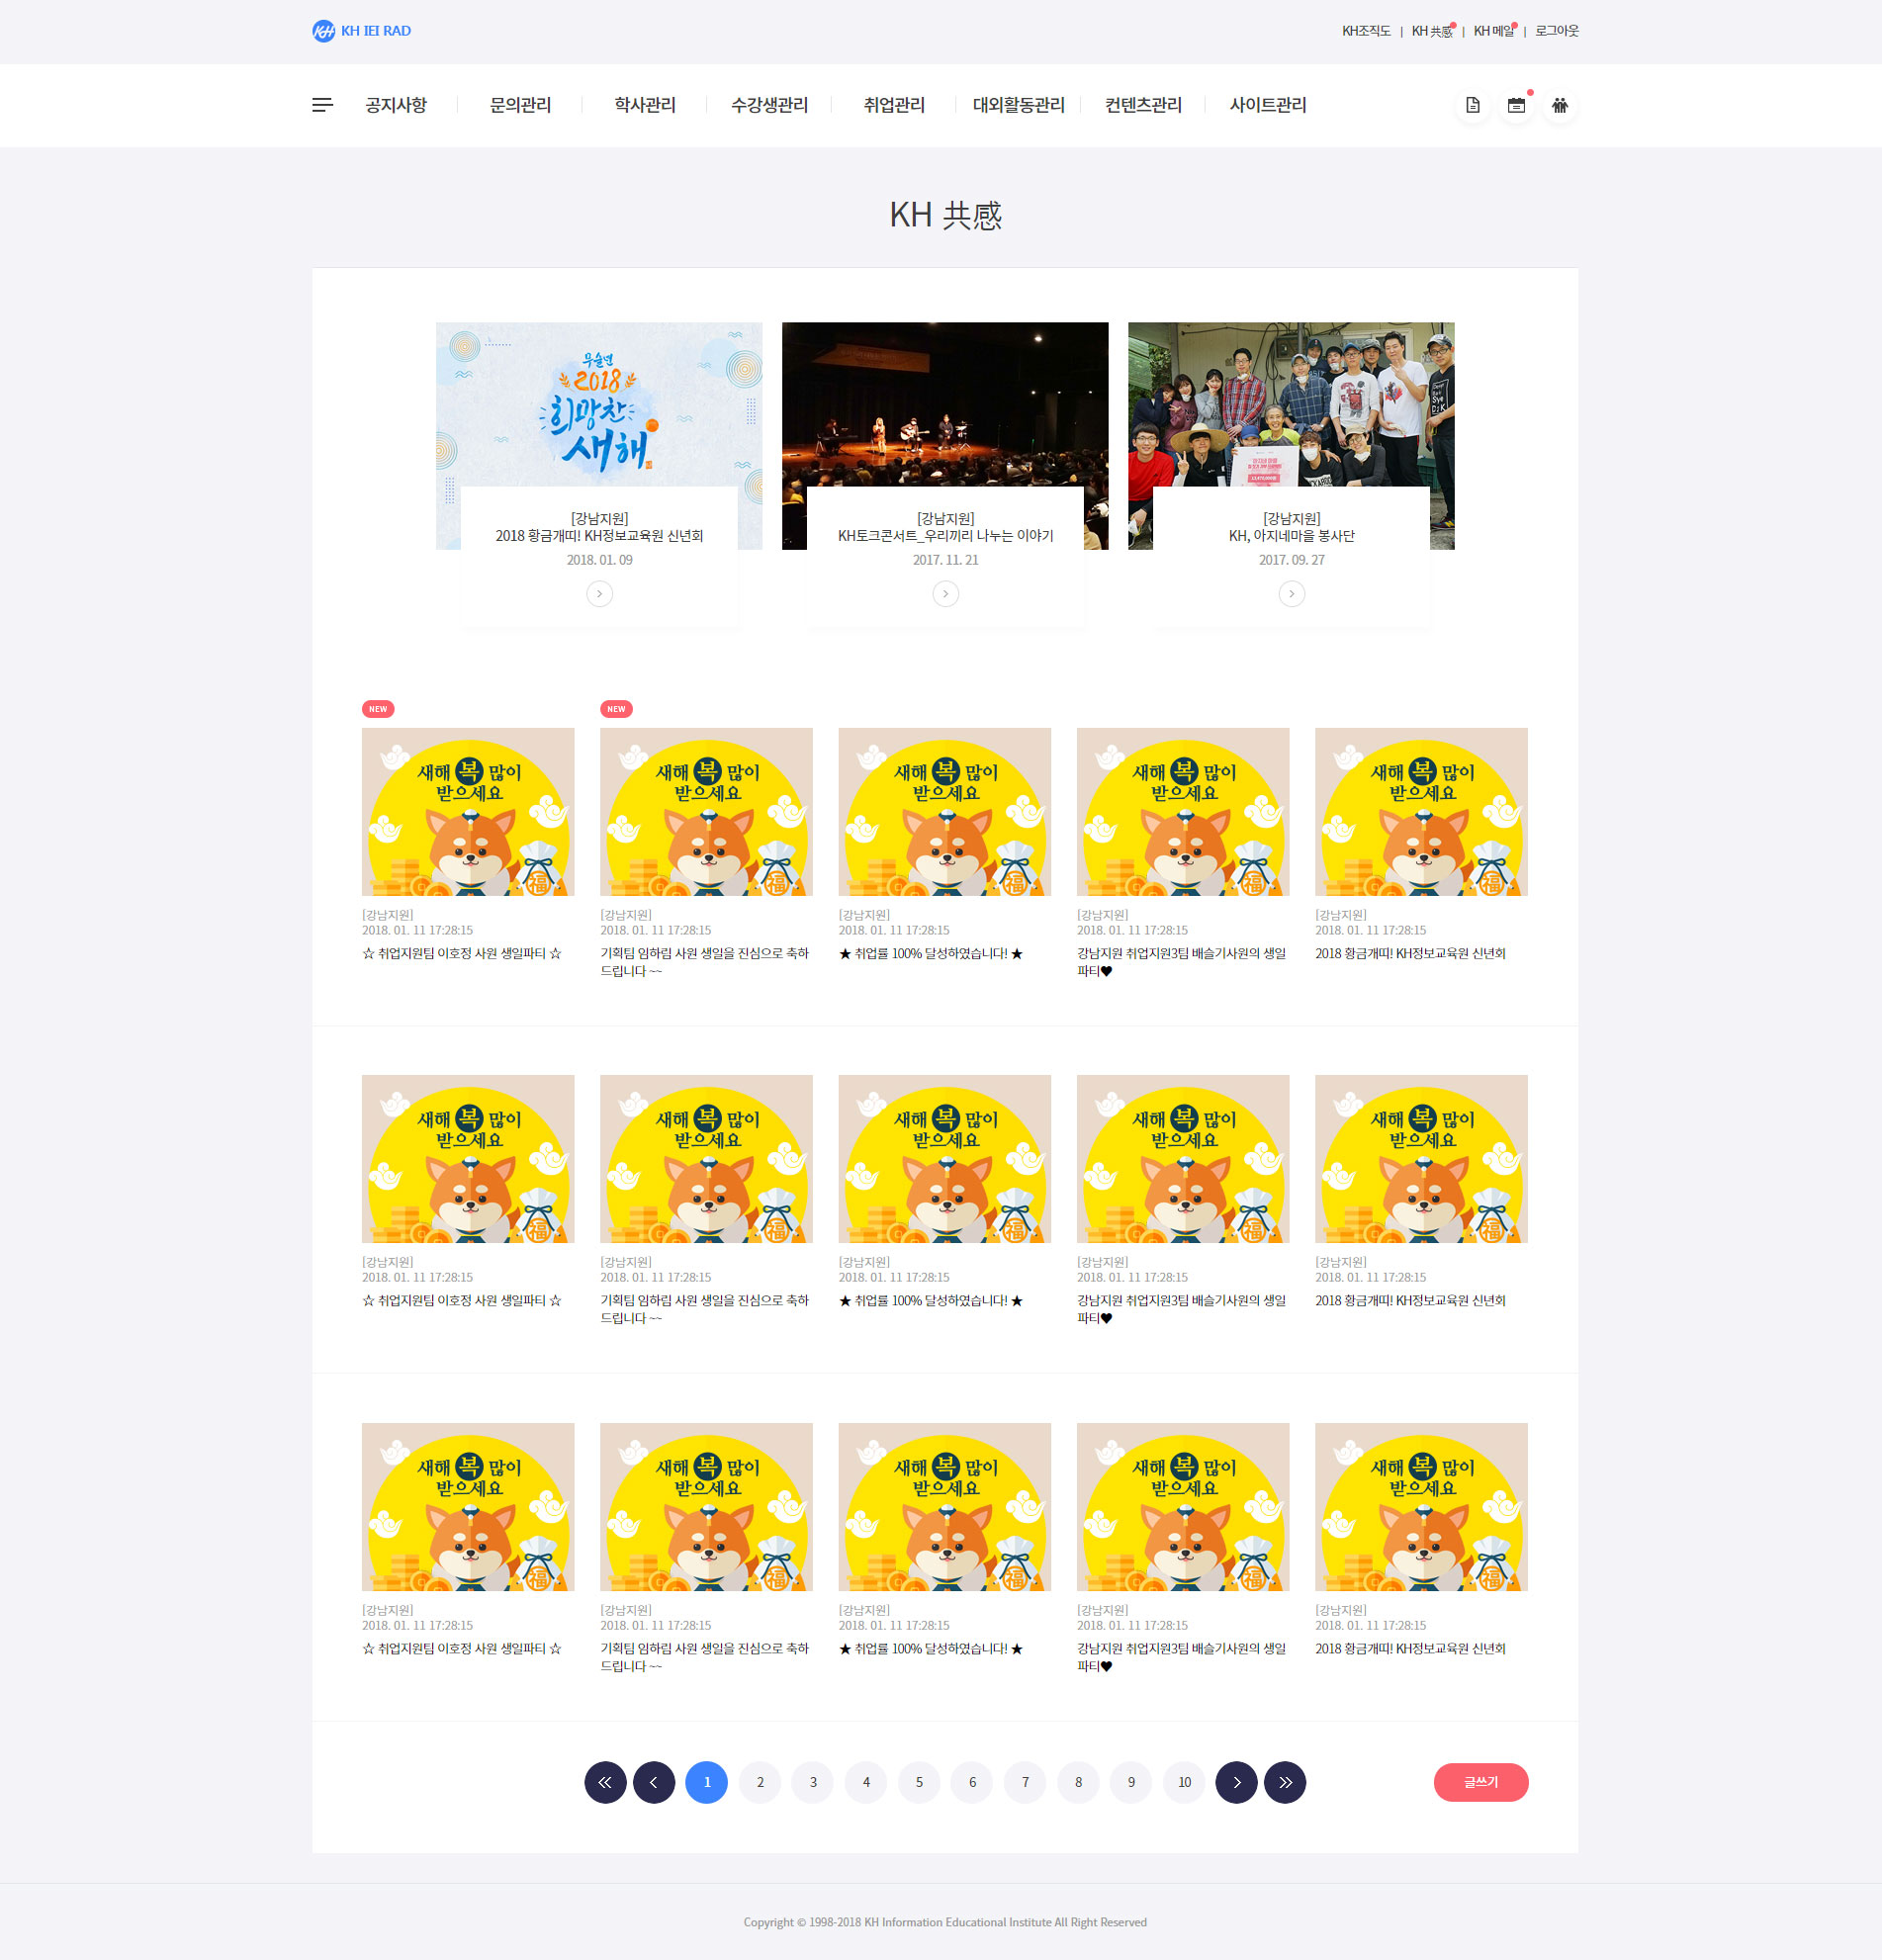 KH KH IEI RAD
KH조직도 | KH 共感 | KH 메일 | 로그아웃
공지사항 문의관리 학사관리 수강생관리 취업관리 대외활동관리 컨텐츠관리 사이트관리
KH 共感
무술년
2018
희망찬
새해
[강남지원]
2018 황금개띠! KH정보교육원 신년회
2018. 01. 09
[강남지원]
KH토크콘서트_우리끼리 나누는 이야기
2017. 11. 21
[강남지원]
KH, 아지네마을 봉사단
2017. 09. 27
NEW
새해 복 많이
받으세요
福
[강남지원]
2018. 01. 11 17:28:15
☆ 취업지원팀 이호정 사원 생일파티 ☆
NEW
새해 복 많이
받으세요
福
[강남지원]
2018. 01. 11 17:28:15
기획팀 임하림 사원 생일을 진심으로 축하
드립니다 ~~
새해 복 많이
받으세요
福
[강남지원]
2018. 01. 11 17:28:15
★ 취업률 100% 달성하였습니다! ★
새해 복 많이
받으세요
福
[강남지원]
2018. 01. 11 17:28:15
강남지원 취업지원3팀 배슬기사원의 생일
파티♥
새해 복 많이
받으세요
福
[강남지원]
2018. 01. 11 17:28:15
2018 황금개띠! KH정보교육원 신년회
새해 복 많이
받으세요
福
[강남지원]
2018. 01. 11 17:28:15
☆ 취업지원팀 이호정 사원 생일파티 ☆
새해 복 많이
받으세요
福
[강남지원]
2018. 01. 11 17:28:15
기획팀 임하림 사원 생일을 진심으로 축하
드립니다 ~~
새해 복 많이
받으세요
福
[강남지원]
2018. 01. 11 17:28:15
★ 취업률 100% 달성하였습니다! ★
새해 복 많이
받으세요
福
[강남지원]
2018. 01. 11 17:28:15
강남지원 취업지원3팀 배슬기사원의 생일
파티♥
새해 복 많이
받으세요
福
[강남지원]
2018. 01. 11 17:28:15
2018 황금개띠! KH정보교육원 신년회
새해 복 많이
받으세요
福
[강남지원]
2018. 01. 11 17:28:15
☆ 취업지원팀 이호정 사원 생일파티 ☆
새해 복 많이
받으세요
福
[강남지원]
2018. 01. 11 17:28:15
기획팀 임하림 사원 생일을 진심으로 축하
드립니다 ~~
새해 복 많이
받으세요
福
[강남지원]
2018. 01. 11 17:28:15
★ 취업률 100% 달성하였습니다! ★
새해 복 많이
받으세요
福
[강남지원]
2018. 01. 11 17:28:15
강남지원 취업지원3팀 배슬기사원의 생일
파티♥
새해 복 많이
받으세요
福
[강남지원]
2018. 01. 11 17:28:15
2018 황금개띠! KH정보교육원 신년회
1 2 3 4 5 6 7 8 9 10
글쓰기
Copyright © 1998-2018 KH Information Educational Institute All Right Reserved